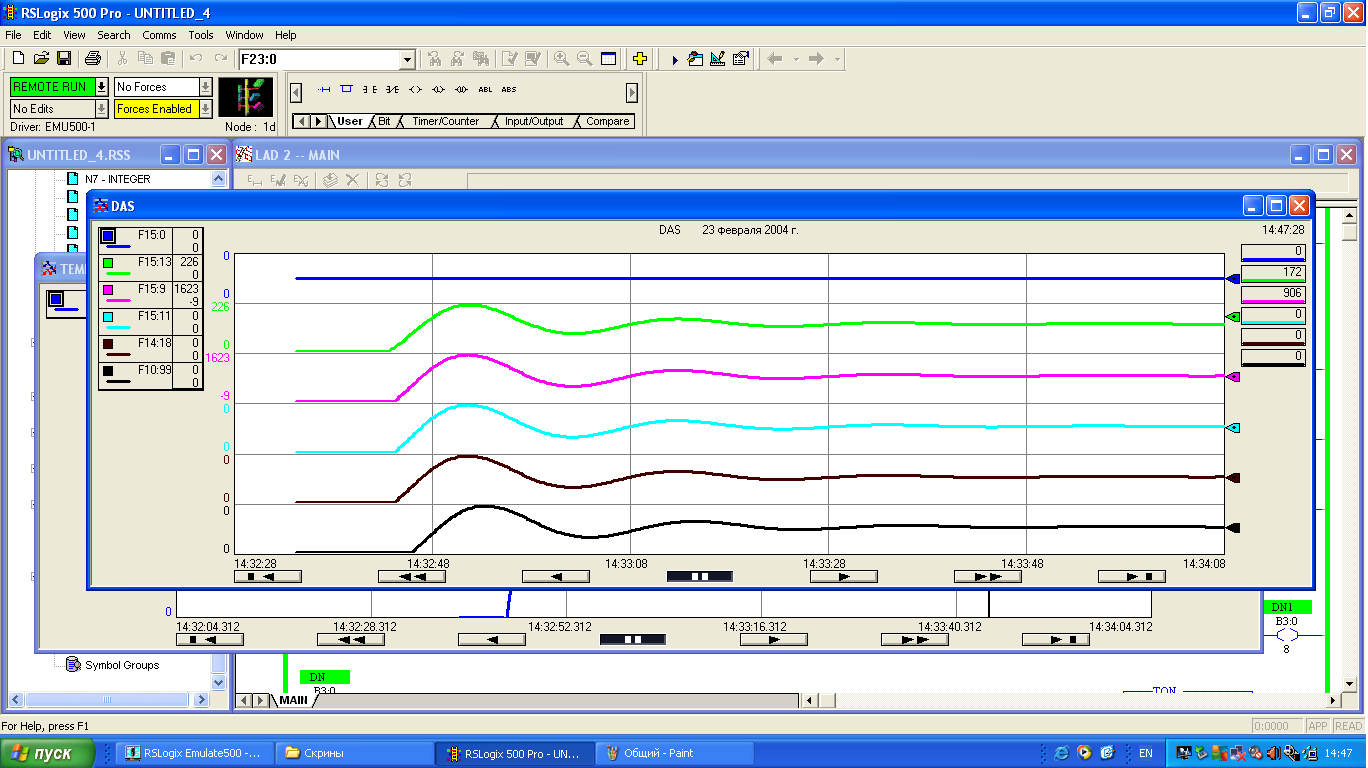 RSLogix 500 Pro - UNTITLED_4
File Edit View Search Comms Tools Window Help
F23:0
REMOTE RUN No Forces
No Edits Forces Enabled
Driver: EMU500-1 Node : 1d
ABL ABS
User Bit Timer/Counter Input/Output Compare
UNTITLED_4.RSS
LAD 2 -- MAIN
N7 - INTEGER
DAS
TEM
DAS 23 февраля 2004 г. 14:47:28
F15:0 0
0
F15:13 226
0
F15:9 1623
-9
F15:11 0
0
F14:18 0
0
F10:99 0
0
0
0
226
0
1623
-9
0
0
0
0
0
0
0
172
906
0
0
0
14:32:28 14:32:48 14:33:08 14:33:28 14:33:48 14:34:08
0
14:32:04.312 14:32:28.312 14:32:52.312 14:33:16.312 14:33:40.312 14:34:04.312
DN1
B3:0
8
Symbol Groups
DN
B3:0
TON
MAIN
For Help, press F1
0:0000 APP READ
пуск RSLogix Emulate500 -... Скрины RSLogix 500 Pro - UN... Общий - Paint EN 14:47